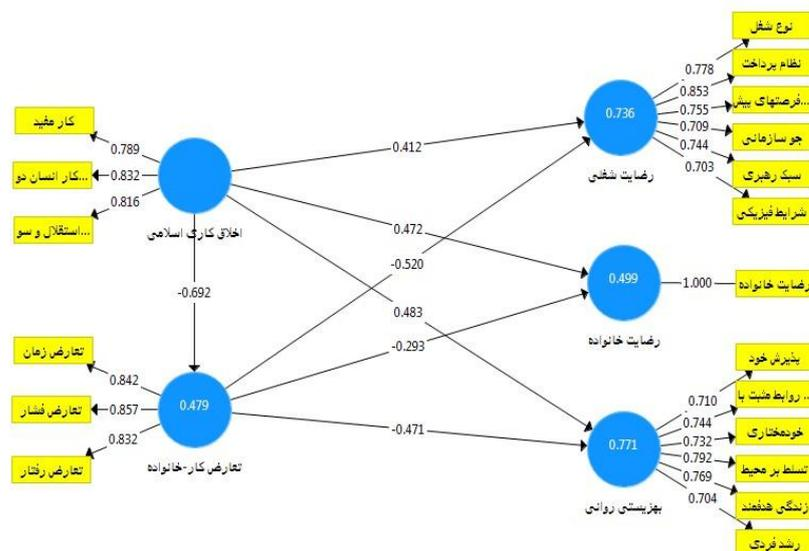 نوع شغل
0.778
نظام پرداخت
0.853
فرصتهای پیش...
0.755
0.736
0.709
جو سازمانی
0.744
سبک رهبری
0.703
شرایط فیزیکی
رضایت شغلی
کار مفید
0.789
کار انسان دو...
0.832
0.816
استقلال و سو...
اخلاق کاری اسلامی
0.412
0.472
-0.520
-0.692
0.483
-0.293
0.499
1.000
رضایت خانواده
رضایت خانواده
تعارض زمان
0.842
تعارض فشار
0.857
0.832
تعارض رفتار
0.479
تعارض کار-خانواده
-0.471
پذیرش خود
0.710
روابط مثبت با...
0.744
خودمختاری
0.732
0.771
0.792
تسلط بر محیط
0.769
زندگی هدفمند
0.704
رشد فردی
بهزیستی روانی